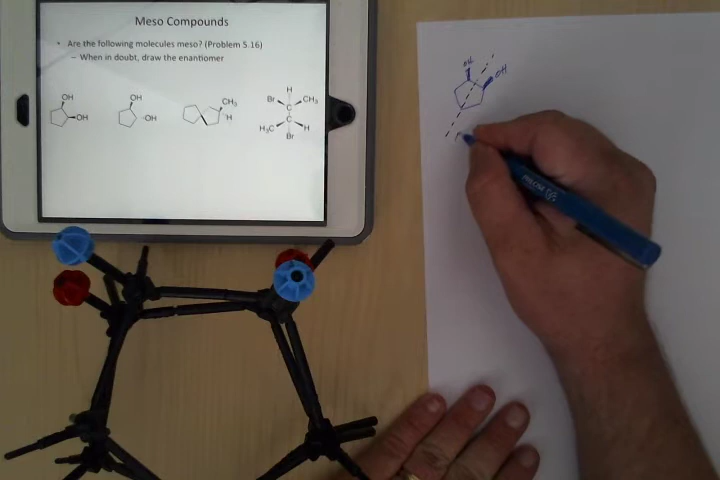 Meso Compounds
• Are the following molecules meso? (Problem 5.16)
– When in doubt, draw the enantiomer
OH
OH
OH
OH
CH₃
H
H
Br
CH₃
C
C
H₃C
H
Br
OH
OH